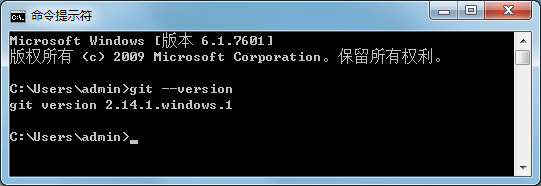 命令提示符
Microsoft Windows [版本 6.1.7601]
版权所有 (c) 2009 Microsoft Corporation。保留所有权利。
C:\Users\admin>git --version
git version 2.14.1.windows.1
C:\Users\admin>_